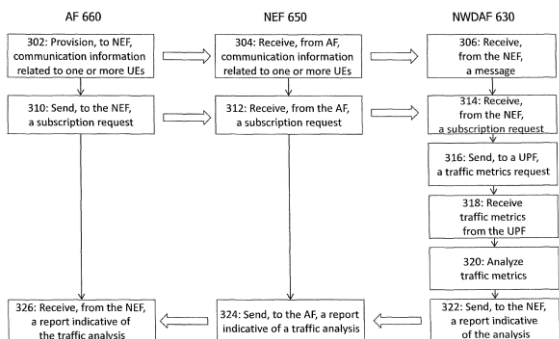 AF 660
NEF 650
NWDAF 630
302: Provision, to NEF,
communication information
related to one or more UEs
304: Receive, from AF,
communication information
related to one or more UEs
306: Receive,
from the NEF,
a message
310: Send, to the NEF,
a subscription request
312: Receive, from the AF,
a subscription request
314: Receive,
from the NEF,
a subscription request
316: Send, to a UPF,
a traffic metrics request
318: Receive
traffic metrics
from the UPF
320: Analyze
traffic metrics
322: Send, to the NEF,
a report indicative
of the analysis
324: Send, to the AF, a report
indicative of a traffic analysis
326: Receive, from the NEF,
a report indicative of
the traffic analysis